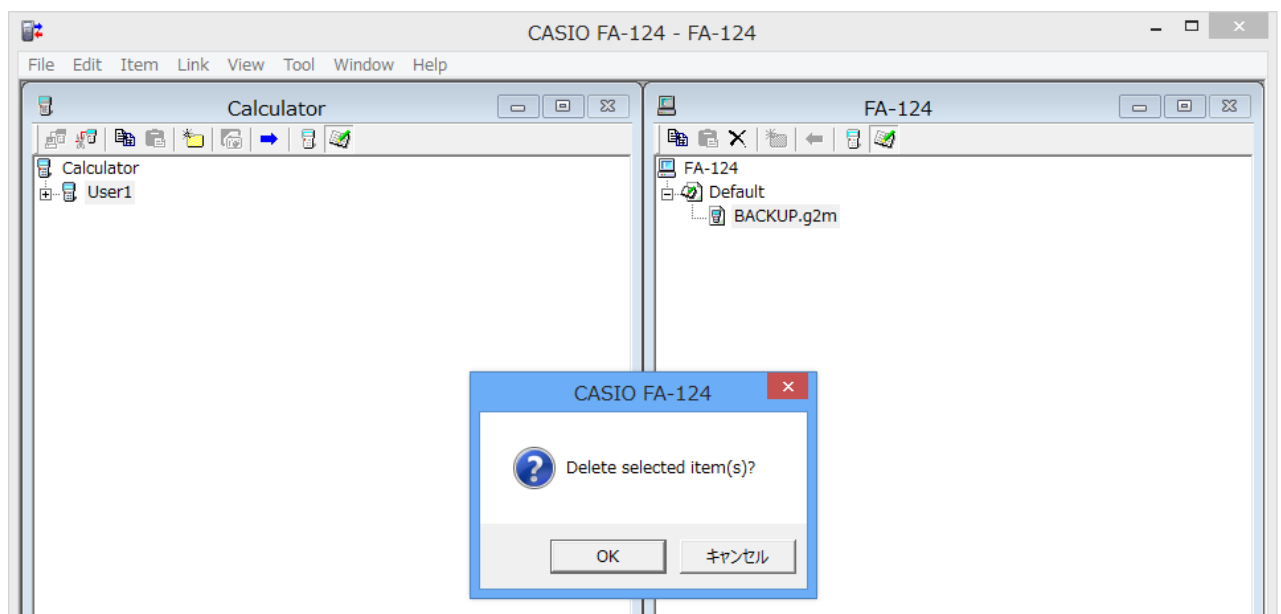 CASIO FA-124 - FA-124
File Edit Item Link View Tool Window Help
Calculator
FA-124
Calculator
User1
FA-124
Default
BACKUP.g2m
CASIO FA-124
Delete selected item(s)?
OK
キャンセル